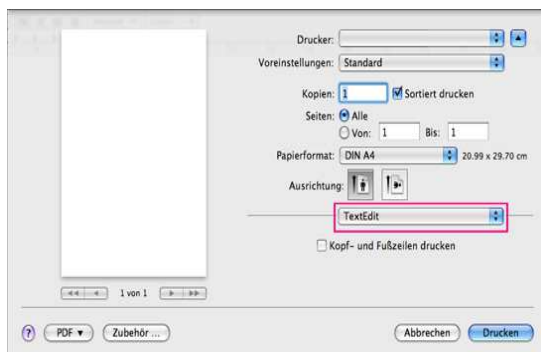 Drucker:
Voreinstellungen: Standard
Kopien: 1 Sortiert drucken
Seiten: Alle
Von: 1 Bis: 1
Papierformat: DIN A4 20.99 x 29.70 cm
Ausrichtung:
TextEdit
Kopf- und Fußzeilen drucken
1 von 1
? PDF Zubehör ... Abbrechen Drucken